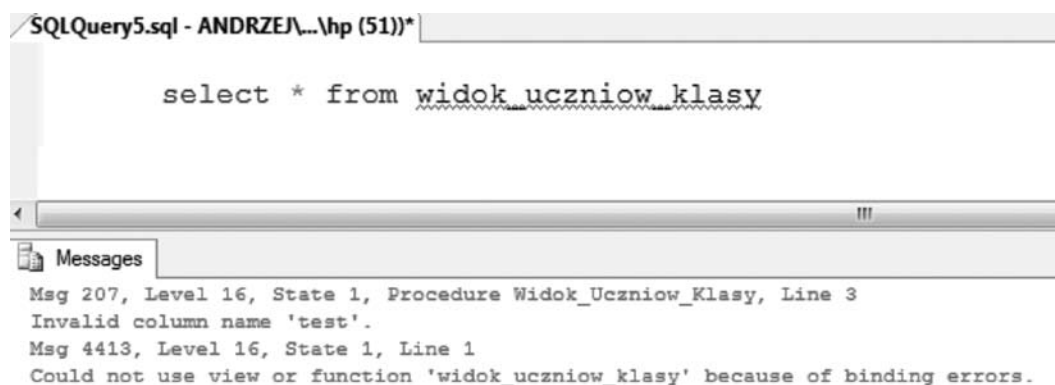 SQLQuery5.sql - ANDRZEJ\...\hp (51))*
select * from widok_uczniow_klasy
Messages
Msg 207, Level 16, State 1, Procedure Widok_Uczniow_Klasy, Line 3
Invalid column name 'test'.
Msg 4413, Level 16, State 1, Line 1
Could not use view or function 'widok_uczniow_klasy' because of binding errors.